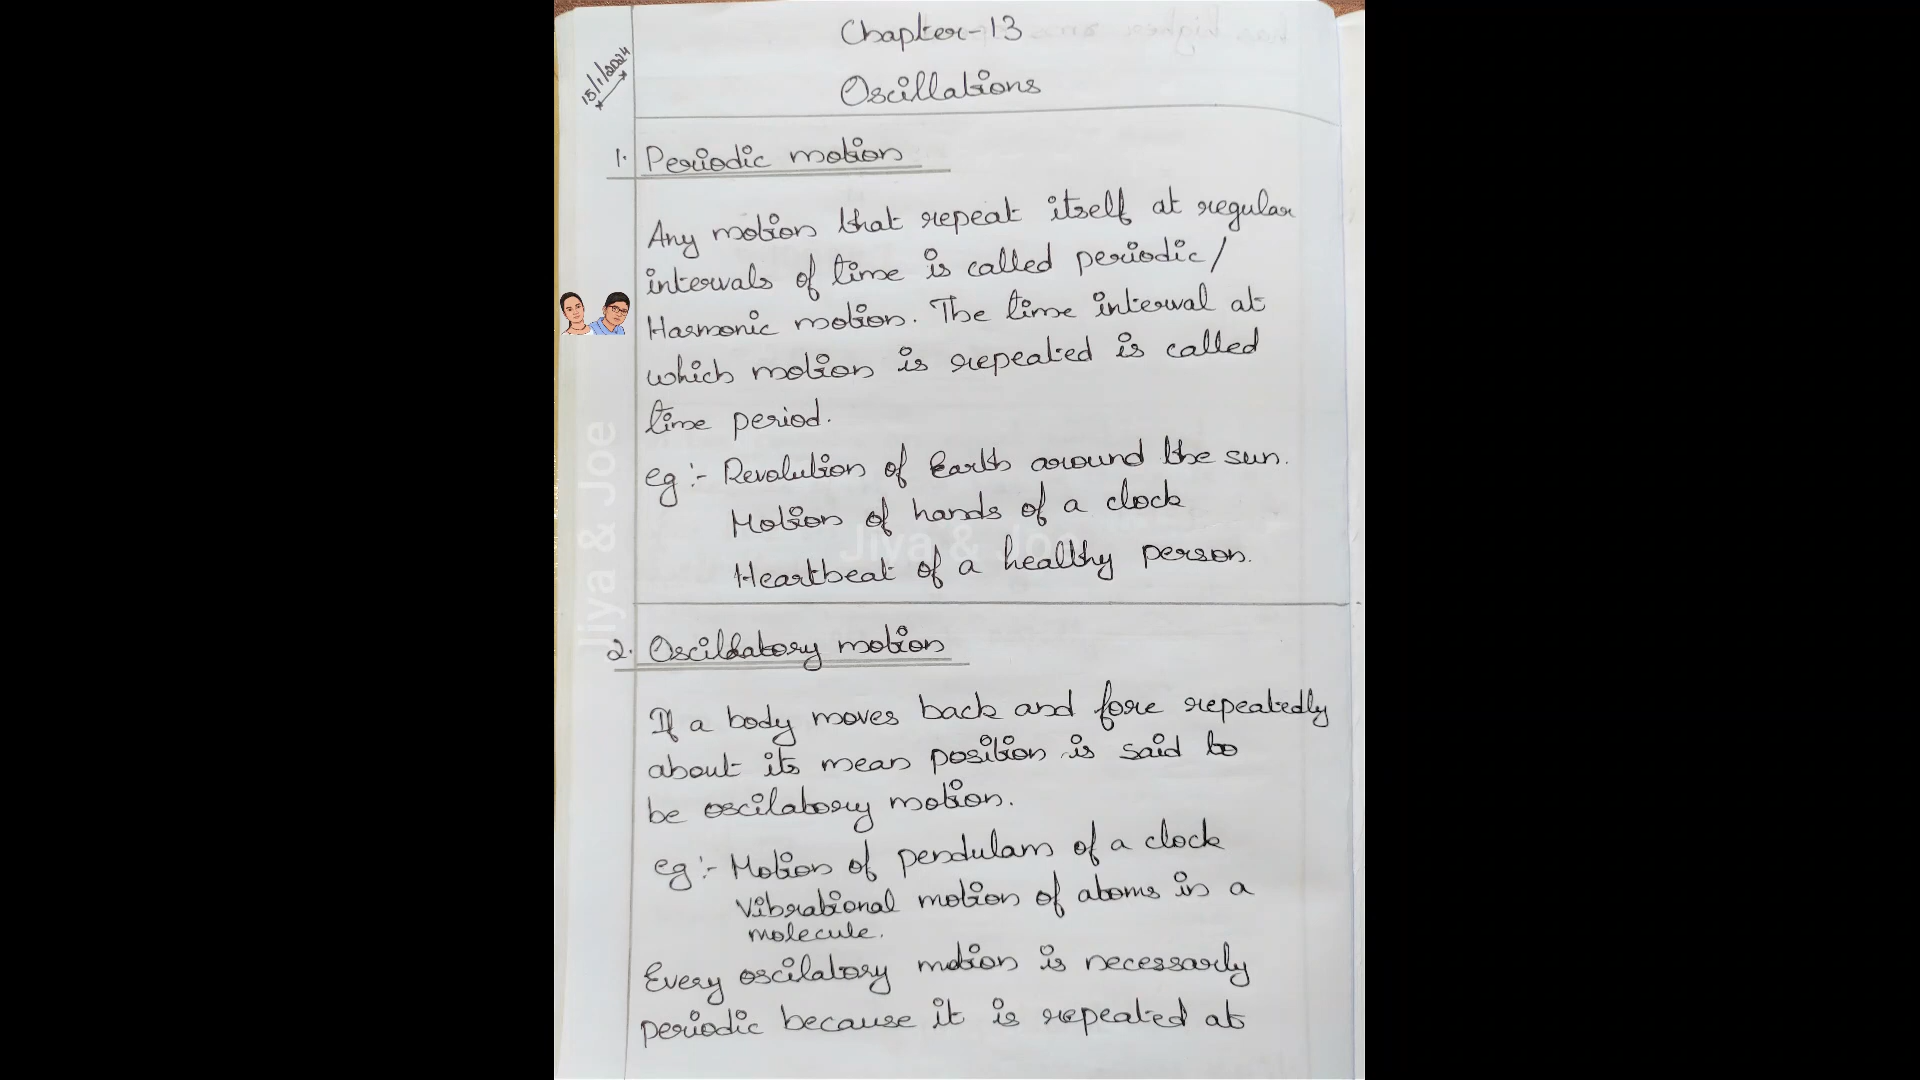 Chapter-13
15/1/2024
Oscillations
1. Periodic motion
Any motion that repeat itself at regular
intervals of time is called periodic/
Harmonic motion. The time interval at
which motion is repeated is called
time period.
eg:- Revolution of Earth around the sun.
Motion of hands of a clock
Heartbeat of a healthy person.
2. Oscillatory motion
If a body moves back and fore repeatedly
about its mean position is said to
be oscilatory motion.
eg:- Motion of pendulam of a clock
Vibrational motion of atoms in a
molecule.
Every oscilatory motion is necessarly
periodic because it is repeated at
Jiya & Joe
Jiya & Joe